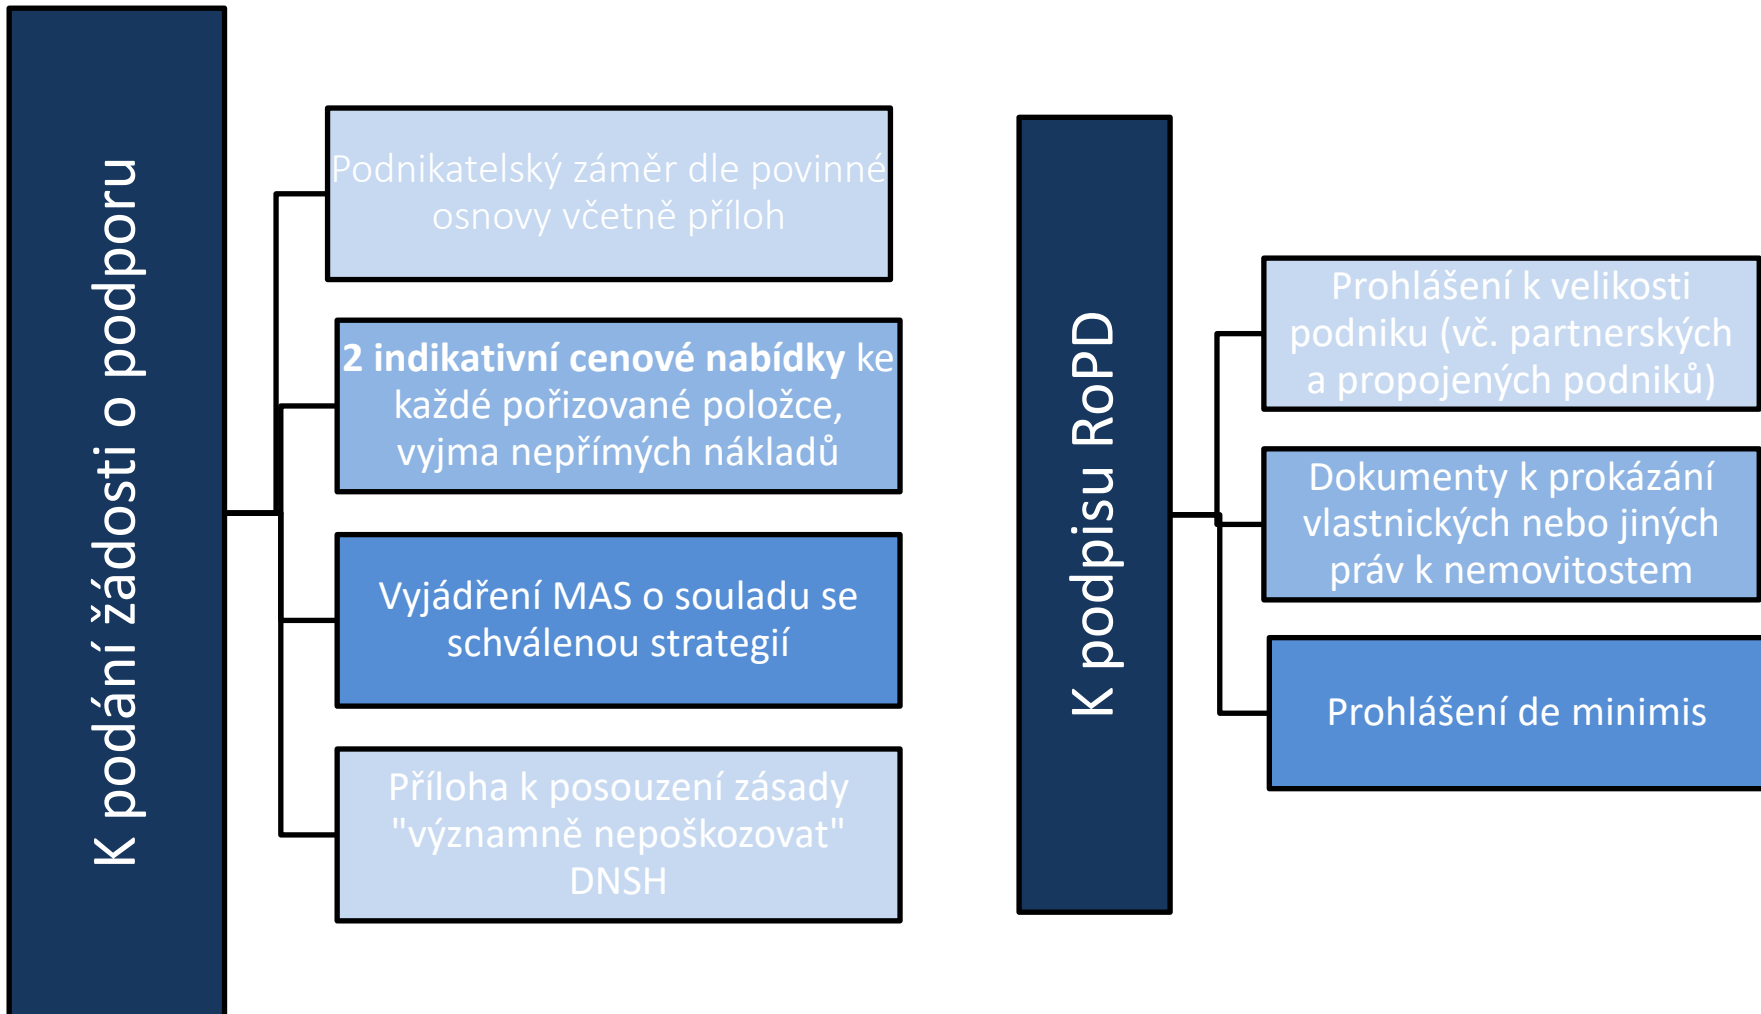 K podání žádosti o podporu
Podnikatelský záměr dle povinné
osnovy včetně příloh
2 indikativní cenové nabídky ke
každé pořizované položce,
vyjma nepřímých nákladů
Vyjádření MAS o souladu se
schválenou strategií
Příloha k posouzení zásady
"významně nepoškozovat"
DNSH
K podpisu RoPD
Prohlášení k velikosti
podniku (vč. partnerských
a propojených podniků)
Dokumenty k prokázání
vlastnických nebo jiných
práv k nemovitostem
Prohlášení de minimis